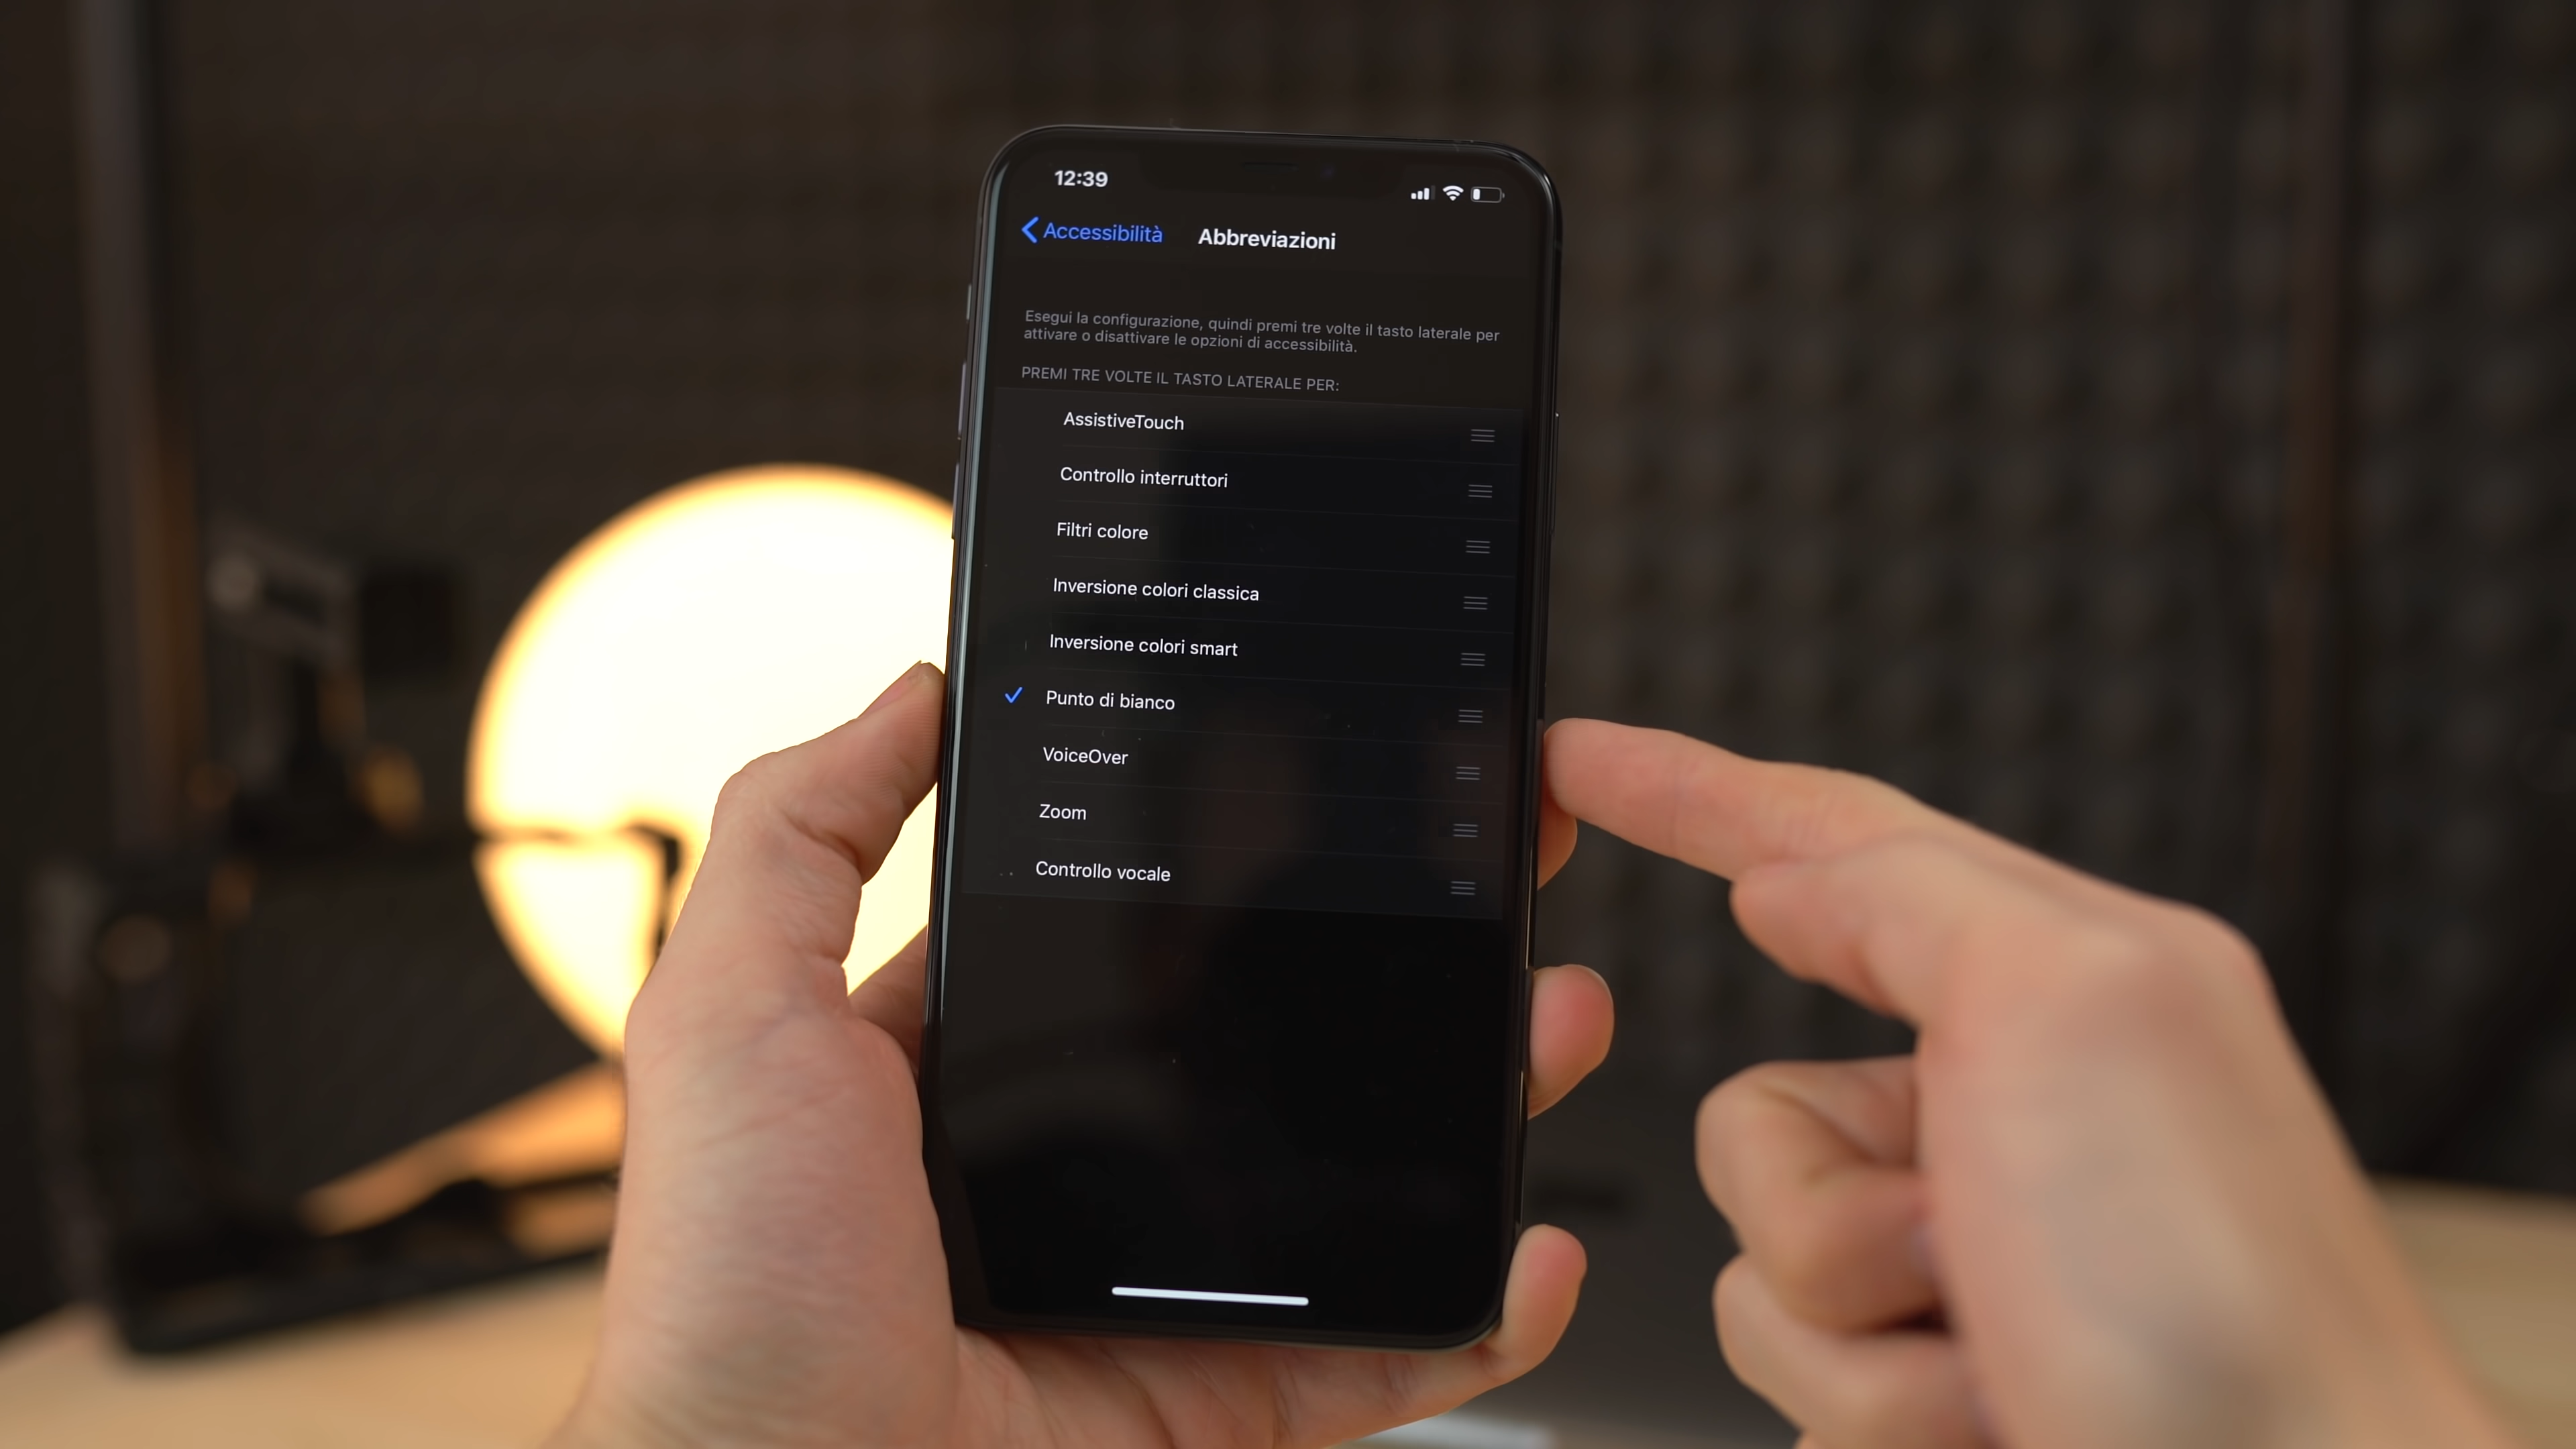 12:39
Accessibilità
Abbreviazioni
Esegui la configurazione, quindi premi tre volte il tasto laterale per
attivare o disattivare le opzioni di accessibilità.
PREMI TRE VOLTE IL TASTO LATERALE PER:
AssistiveTouch
Controllo interruttori
Filtri colore
Inversione colori classica
Inversione colori smart
Punto di bianco
VoiceOver
Zoom
Controllo vocale